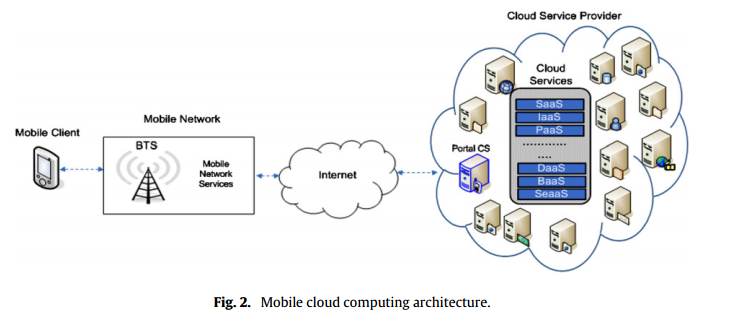 Cloud Service Provider
Cloud
Services
SaaS
IaaS
PaaS
............
....
DaaS
BaaS
SeaaS
Portal CS
Mobile Network
BTS
Mobile
Network
Services
Mobile Client
Internet
Fig. 2. Mobile cloud computing architecture.